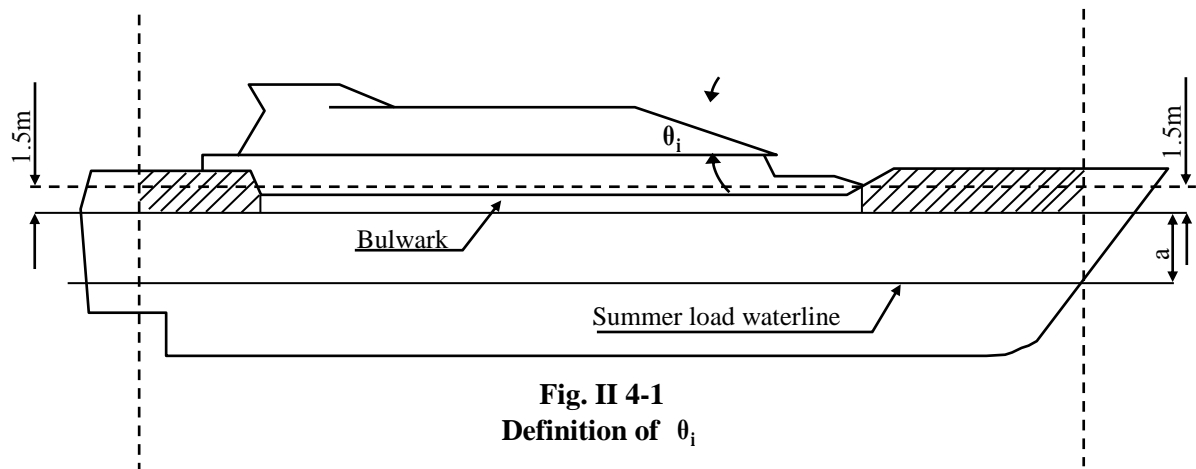 1.5m
θi
1.5m
Bulwark
a
Summer load waterline
Fig. II 4-1
Definition of θi